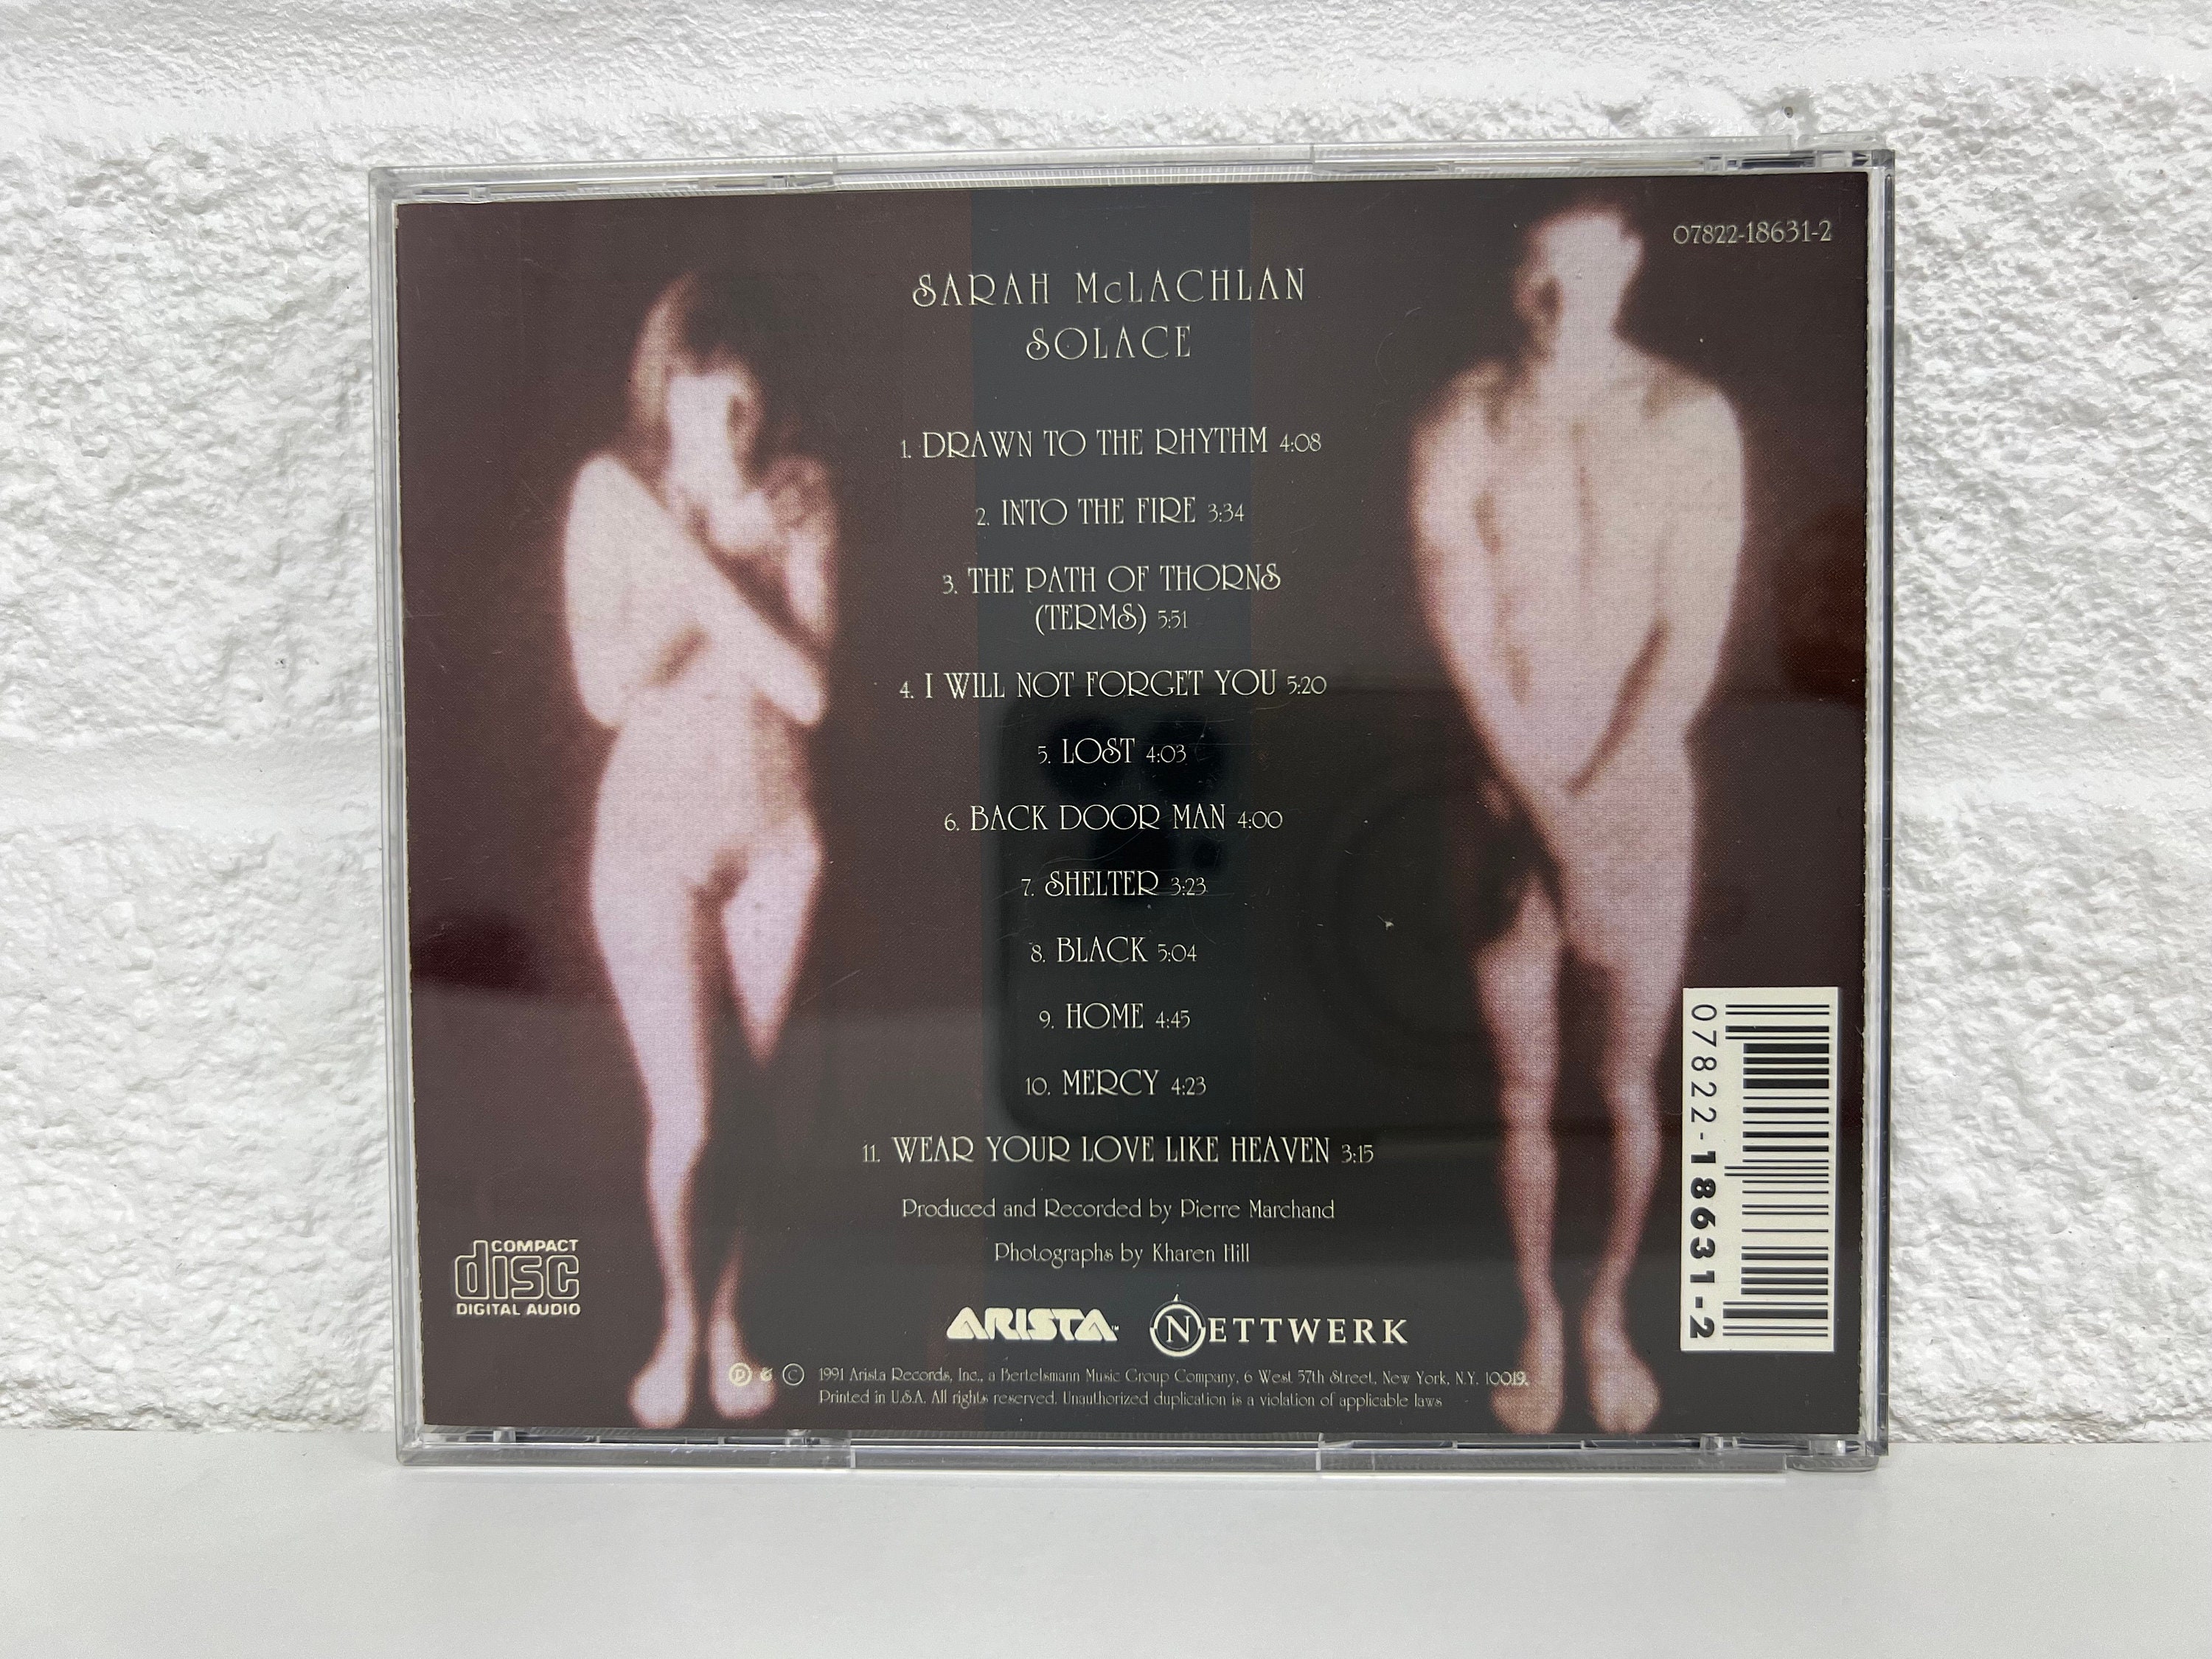 07822-18631-2
SARAH McLACHLAN
SOLACE
1. DRAWN TO THE RHYTHM 4:08
2. INTO THE FIRE 3:34
3. THE PATH OF THORNS
(TERMS) 5:51
4. I WILL NOT FORGET YOU 5:20
5. LOST 4:03
6. BACK DOOR MAN 4:00
7. SHELTER 3:23
8. BLACK 5:04
9. HOME 4:45
10. MERCY 4:23
11. WEAR YOUR LOVE LIKE HEAVEN 3:15
Produced and Recorded by Pierre Marchand
Photographs by Kharen Hill
COMPACT
disc
DIGITAL AUDIO
ARISTA™ NETTWERK
℗ & © 1991 Arista Records, Inc., a Bertelsmann Music Group Company, 6 West 57th Street, New York, N.Y. 10019.
Printed in U.S.A. All rights reserved. Unauthorized duplication is a violation of applicable laws
07822-18631-2